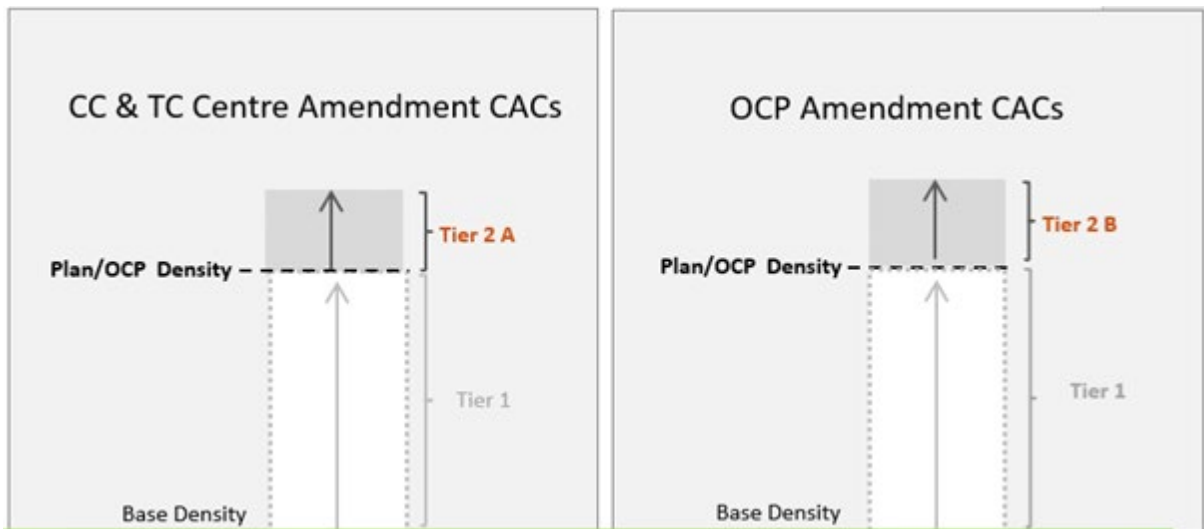 CC & TC Centre Amendment CACs
Tier 2 A
Plan/OCP Density
Tier 1
Base Density
OCP Amendment CACs
Tier 2 B
Plan/OCP Density
Tier 1
Base Density